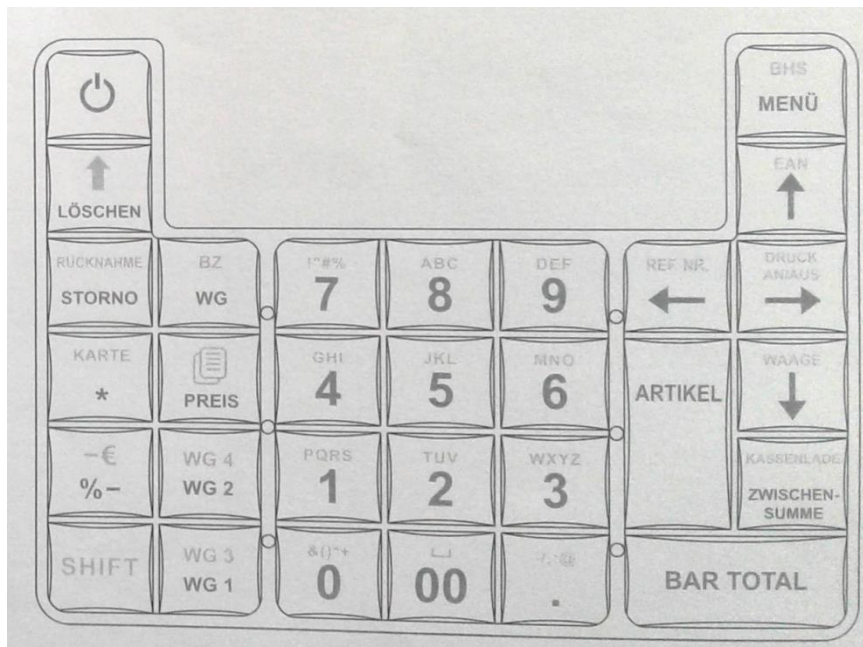 BHS
MENÜ
LÖSCHEN
EAN
RÜCKNAHME
STORNO
BZ
WG
!"#%
7
ABC
8
DEF
9
REF. NR.
DRUCK
AN/AUS
KARTE
*
PREIS
GHI
4
JKL
5
MNO
6
ARTIKEL
WAAGE
–€
%–
WG 4
WG 2
PQRS
1
TUV
2
WXYZ
3
KASSENLADE
ZWISCHEN-
SUMME
SHIFT
WG 3
WG 1
0
00
.
BAR TOTAL